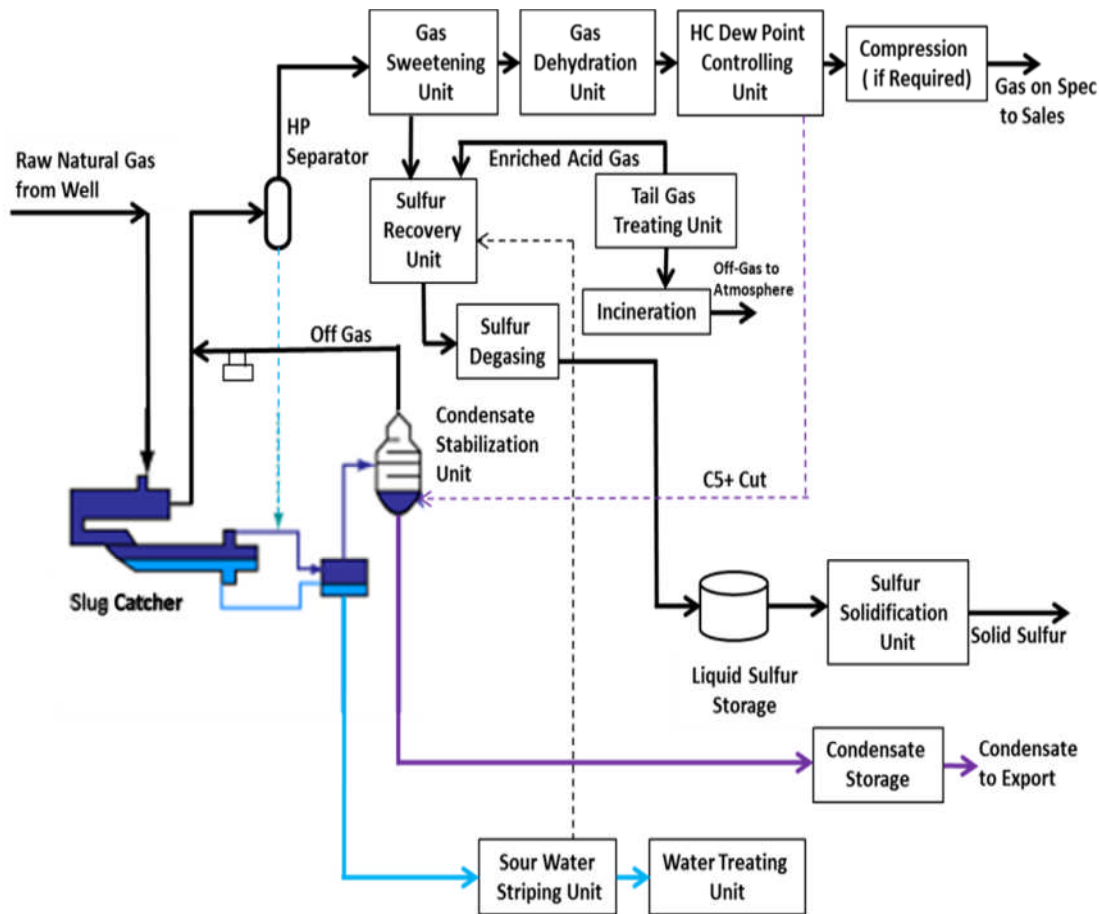 Gas
Sweetening
Unit
Gas
Dehydration
Unit
HC Dew Point
Controlling
Unit
Compression
( if Required)
Gas on Spec
to Sales
HP
Separator
Raw Natural Gas
from Well
Enriched Acid Gas
Sulfur
Recovery
Unit
Tail Gas
Treating Unit
Off-Gas to
Atmosphere
Incineration
Off Gas
Sulfur
Degasing
Condensate
Stabilization
Unit
C5+ Cut
Slug Catcher
Sulfur
Solidification
Unit
Solid Sulfur
Liquid Sulfur
Storage
Condensate
Storage
Condensate
to Export
Sour Water
Striping Unit
Water Treating
Unit